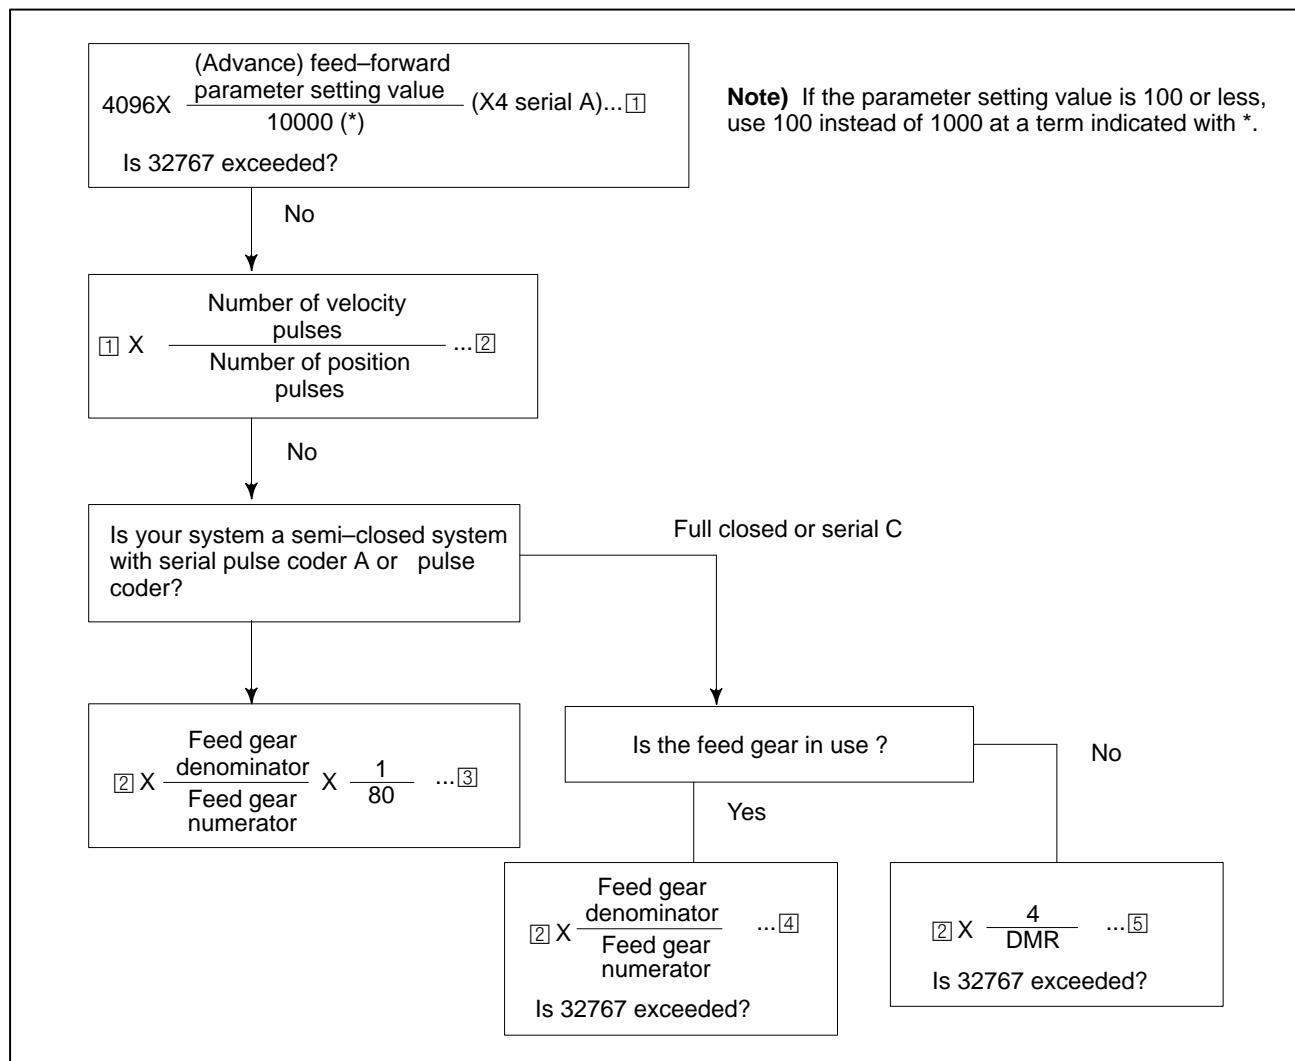 (Advance) feed–forward
parameter setting value
4096X
(X4 serial A)...1
10000 (*)
Is 32767 exceeded?
Note) If the parameter setting value is 100 or less,
use 100 instead of 1000 at a term indicated with *.
No
Number of velocity
pulses
1 X
...2
Number of position
pulses
No
Is your system a semi–closed system
with serial pulse coder A or pulse
coder?
Full closed or serial C
Feed gear
denominator
2 X
X
1
80
...3
Feed gear
numerator
Is the feed gear in use ?
No
Yes
Feed gear
denominator
2 X
...4
Feed gear
numerator
Is 32767 exceeded?
2 X
4
DMR
...5
Is 32767 exceeded?